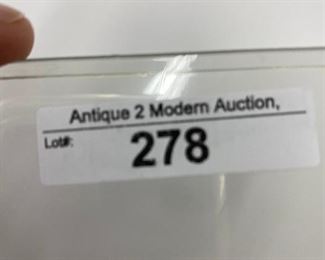 Antique 2 Modern Auction,
Lot#: 278